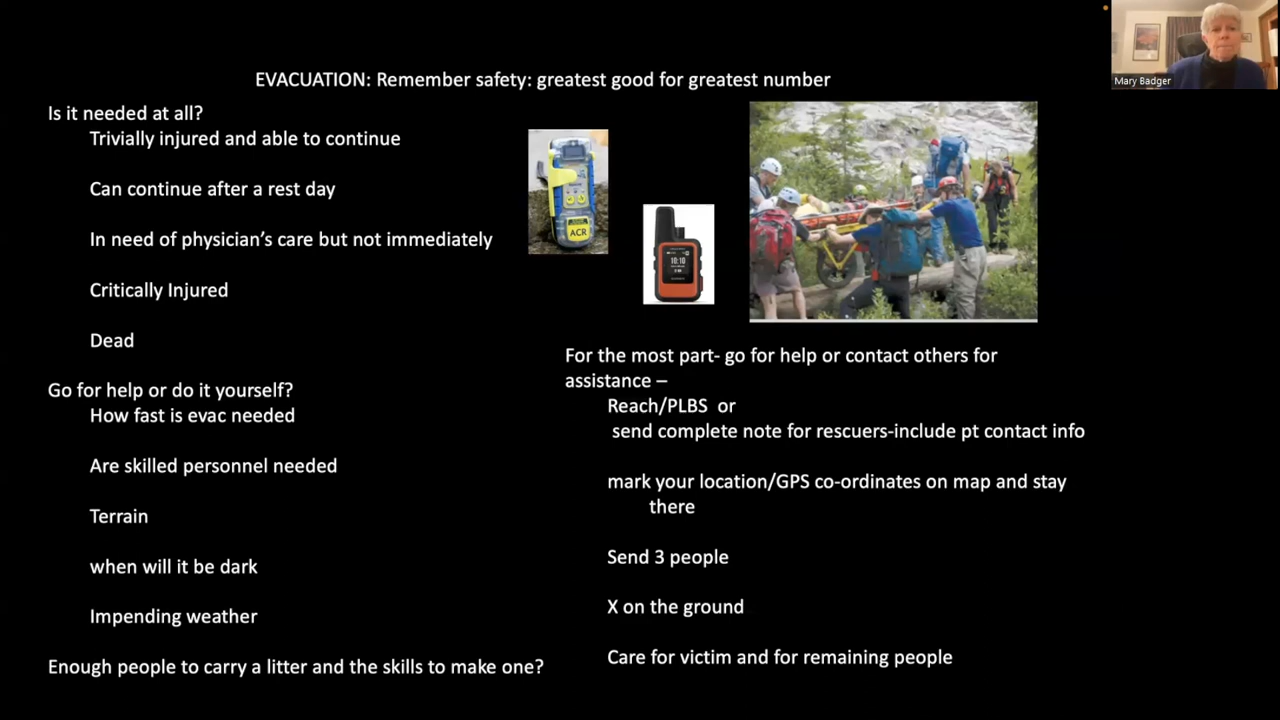 Mary Badger
EVACUATION: Remember safety: greatest good for greatest number
Is it needed at all?
Trivially injured and able to continue
Can continue after a rest day
In need of physician's care but not immediately
Critically Injured
Dead
Go for help or do it yourself?
How fast is evac needed
Are skilled personnel needed
Terrain
when will it be dark
Impending weather
Enough people to carry a litter and the skills to make one?
ACR
10:10
For the most part- go for help or contact others for
assistance –
Reach/PLBS or
send complete note for rescuers-include pt contact info
mark your location/GPS co-ordinates on map and stay
there
Send 3 people
X on the ground
Care for victim and for remaining people